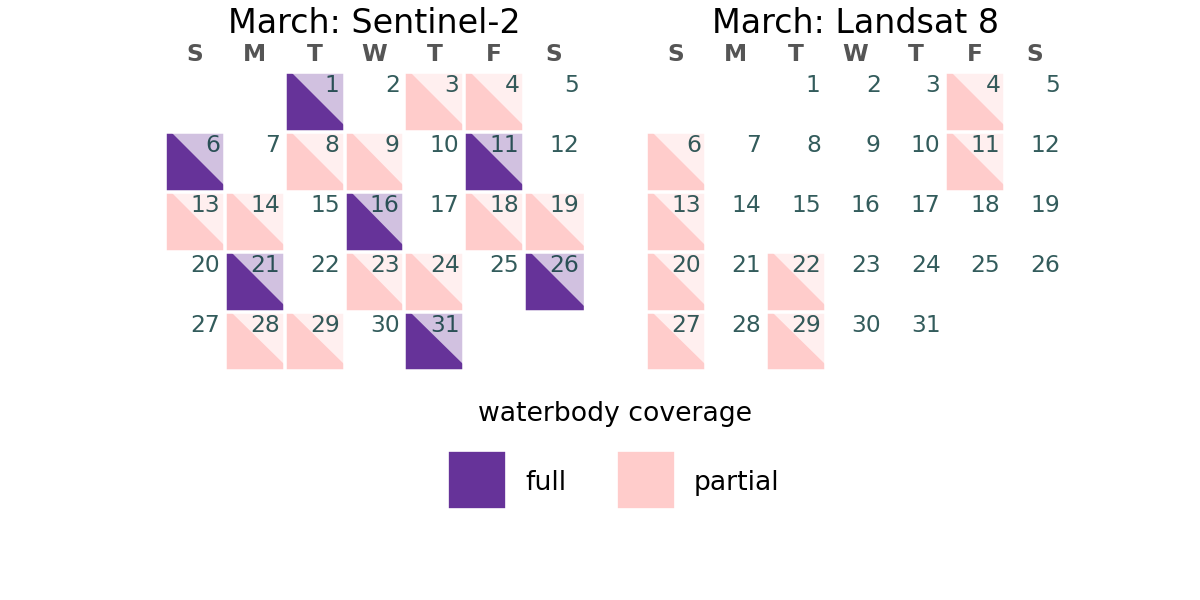 March: Sentinel-2
S M T W T F S
1 2 3 4 5
6 7 8 9 10 11 12
13 14 15 16 17 18 19
20 21 22 23 24 25 26
27 28 29 30 31
March: Landsat 8
S M T W T F S
1 2 3 4 5
6 7 8 9 10 11 12
13 14 15 16 17 18 19
20 21 22 23 24 25 26
27 28 29 30 31
waterbody coverage
full
partial